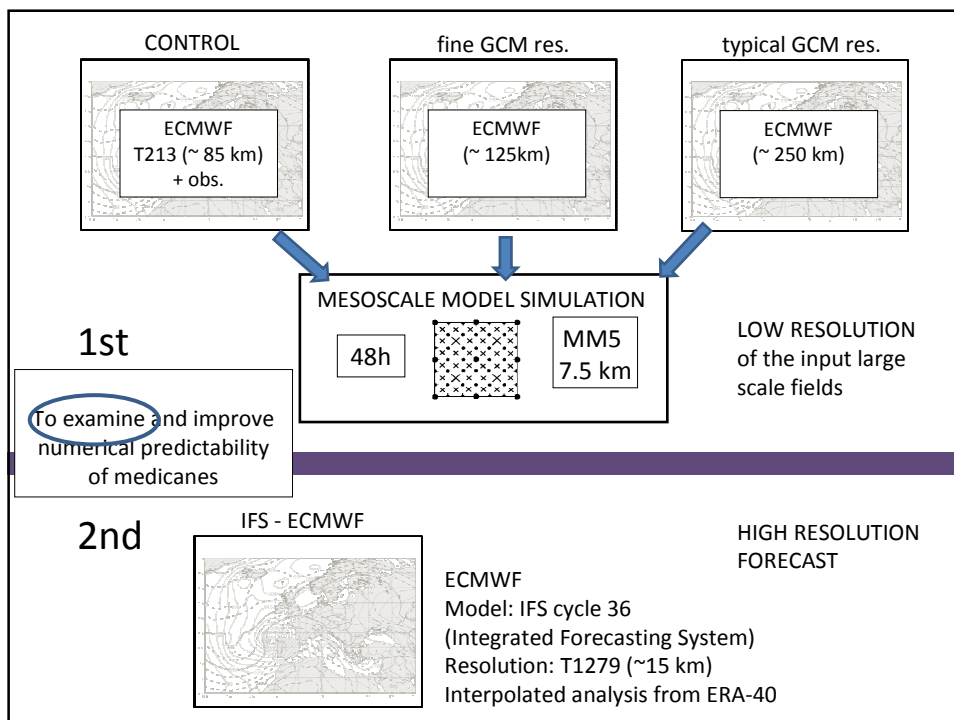 CONTROL
fine GCM res.
typical GCM res.
ECMWF
T213 (~ 85 km)
+ obs.
ECMWF
(~ 125km)
ECMWF
(~ 250 km)
MESOSCALE MODEL SIMULATION
48h
MM5
7.5 km
1st
LOW RESOLUTION
of the input large
scale fields
To examine and improve
numerical predictability
of medicanes
2nd
IFS - ECMWF
HIGH RESOLUTION
FORECAST
ECMWF
Model: IFS cycle 36
(Integrated Forecasting System)
Resolution: T1279 (~15 km)
Interpolated analysis from ERA-40